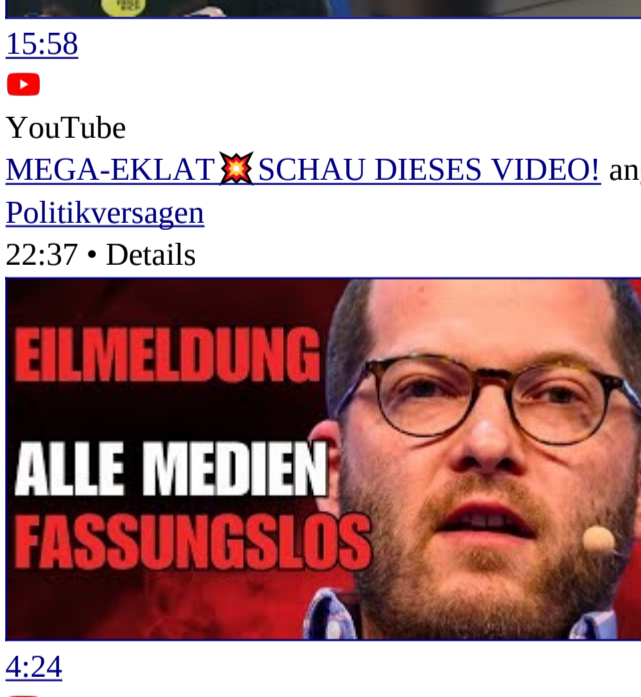 15:58
YouTube
MEGA-EKLAT💥SCHAU DIESES VIDEO!
Politikversagen
22:37 • Details
EILMELDUNG
ALLE MEDIEN
FASSUNGSLOS
4:24